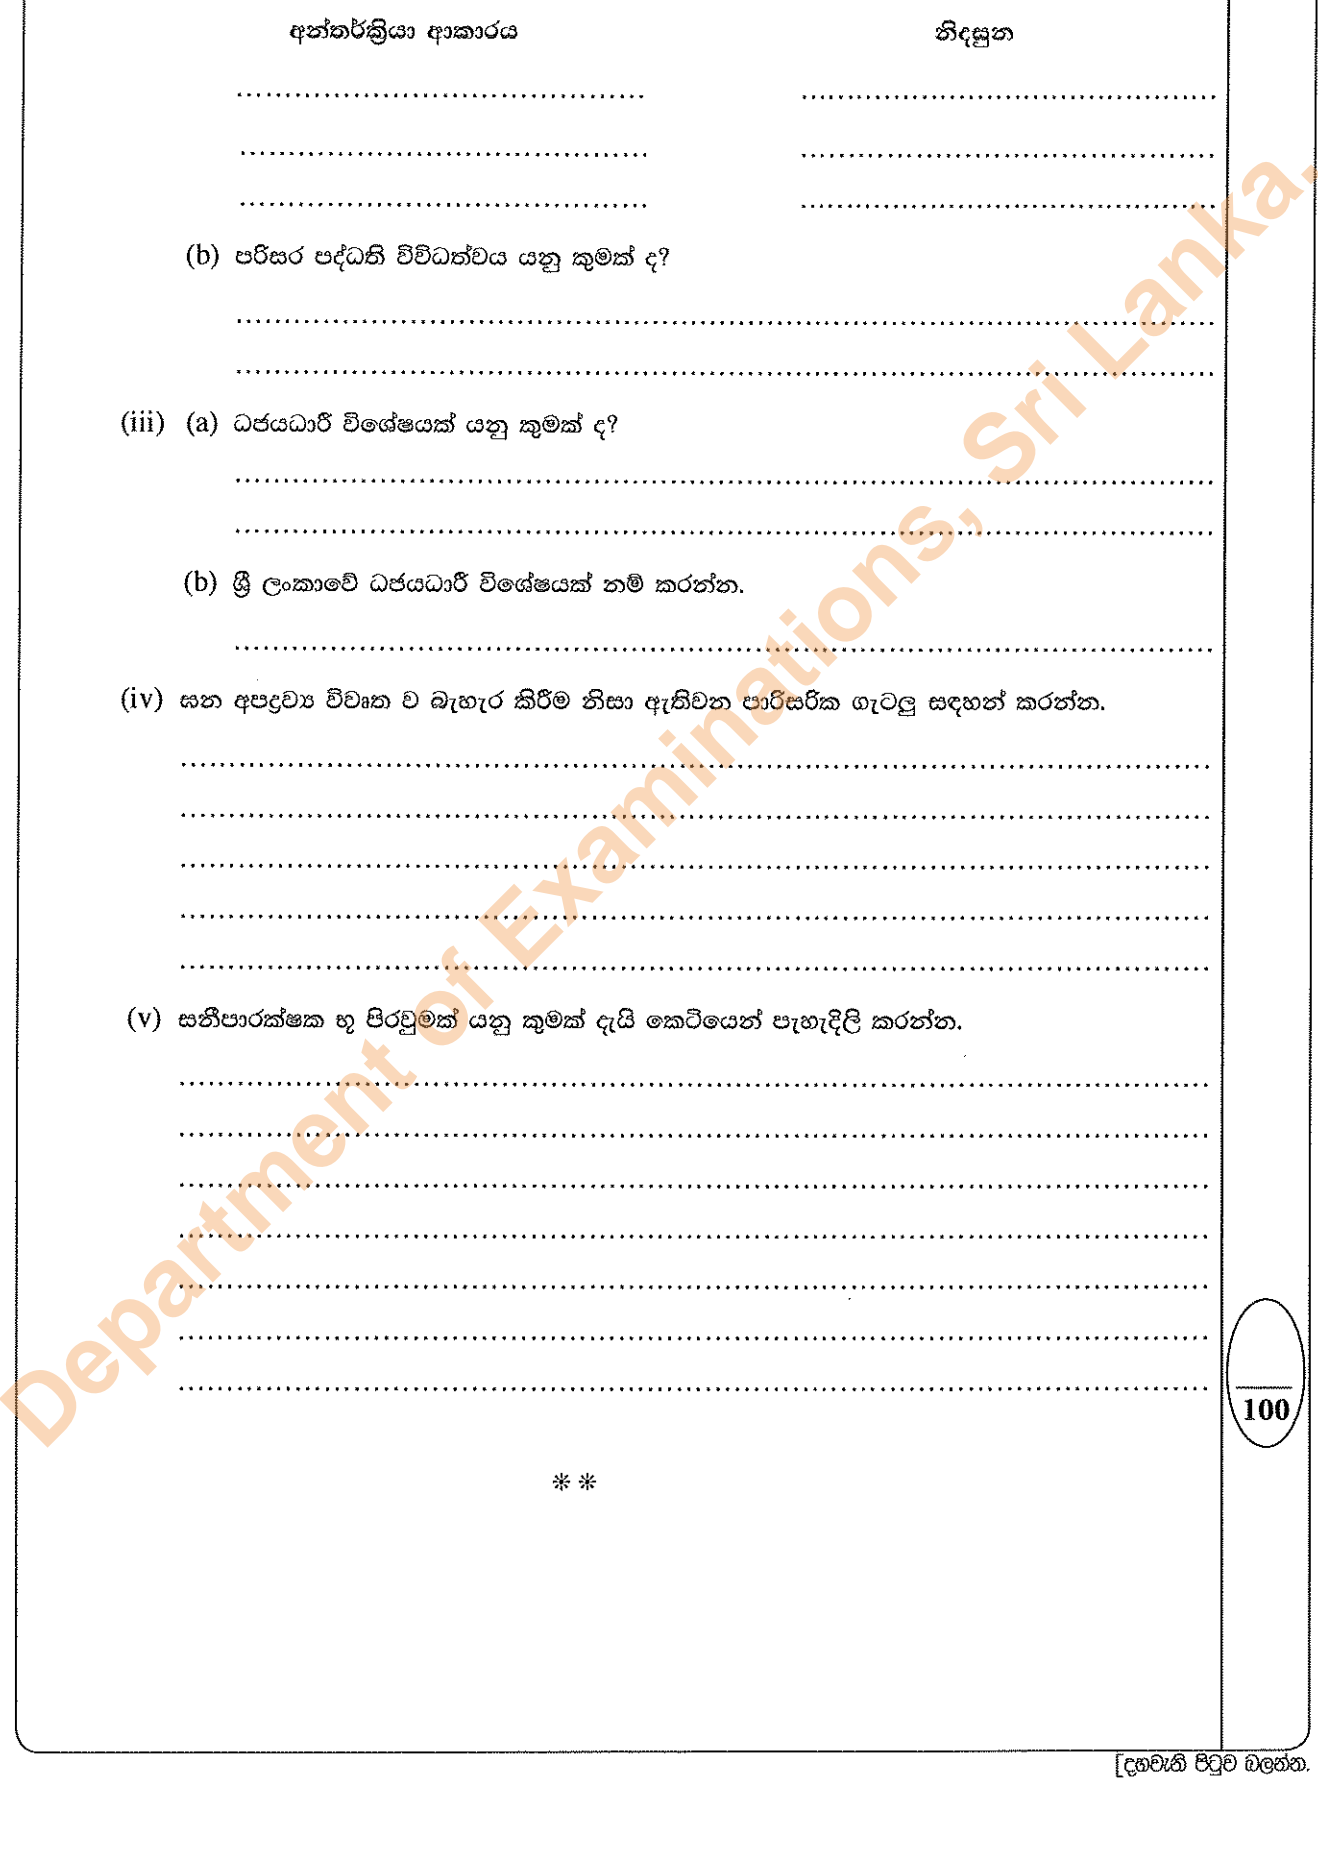 අන්තර්ක්‍රියා ආකාරය නිදසුන
(b) පරිසර පද්ධති විවිධත්වය යනු කුමක් ද?
(iii) (a) ධජයධාරී විශේෂයක් යනු කුමක් ද?
(b) ශ්‍රී ලංකාවේ ධජයධාරී විශේෂයක් නම් කරන්න.
(iv) ඝන අපද්‍රව්‍ය විවෘත ව බැහැර කිරීම නිසා ඇතිවන පාරිසරික ගැටලු සඳහන් කරන්න.
(v) සනීපාරක්ෂක භූ පිරවුමක් යනු කුමක් දැයි කෙටියෙන් පැහැදිලි කරන්න.
100
**
[දහවැනි පිටුව බලන්න.
Department of Examinations, Sri Lanka.